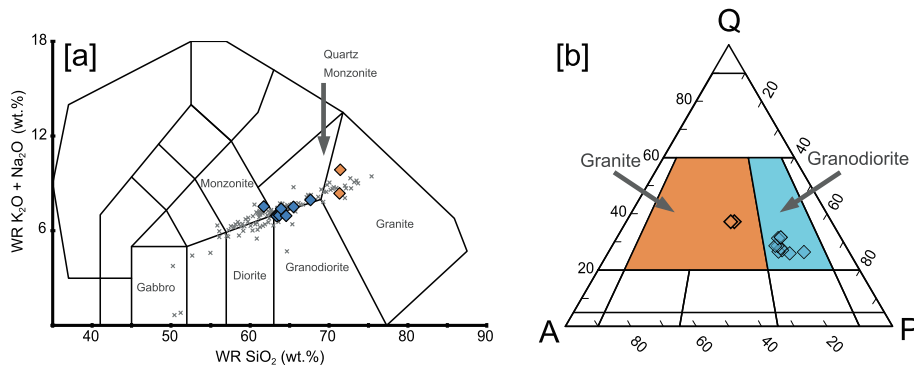 [a]
WR K₂O + Na₂O (wt.%)
18
12
6
Quartz
Monzonite
Monzonite
Gabbro
Diorite
Granodiorite
Granite
40
50
60
70
80
90
WR SiO₂ (wt.%)
[b]
Q
80
60
40
20
20
40
60
80
Granite
Granodiorite
A
P
80
60
40
20